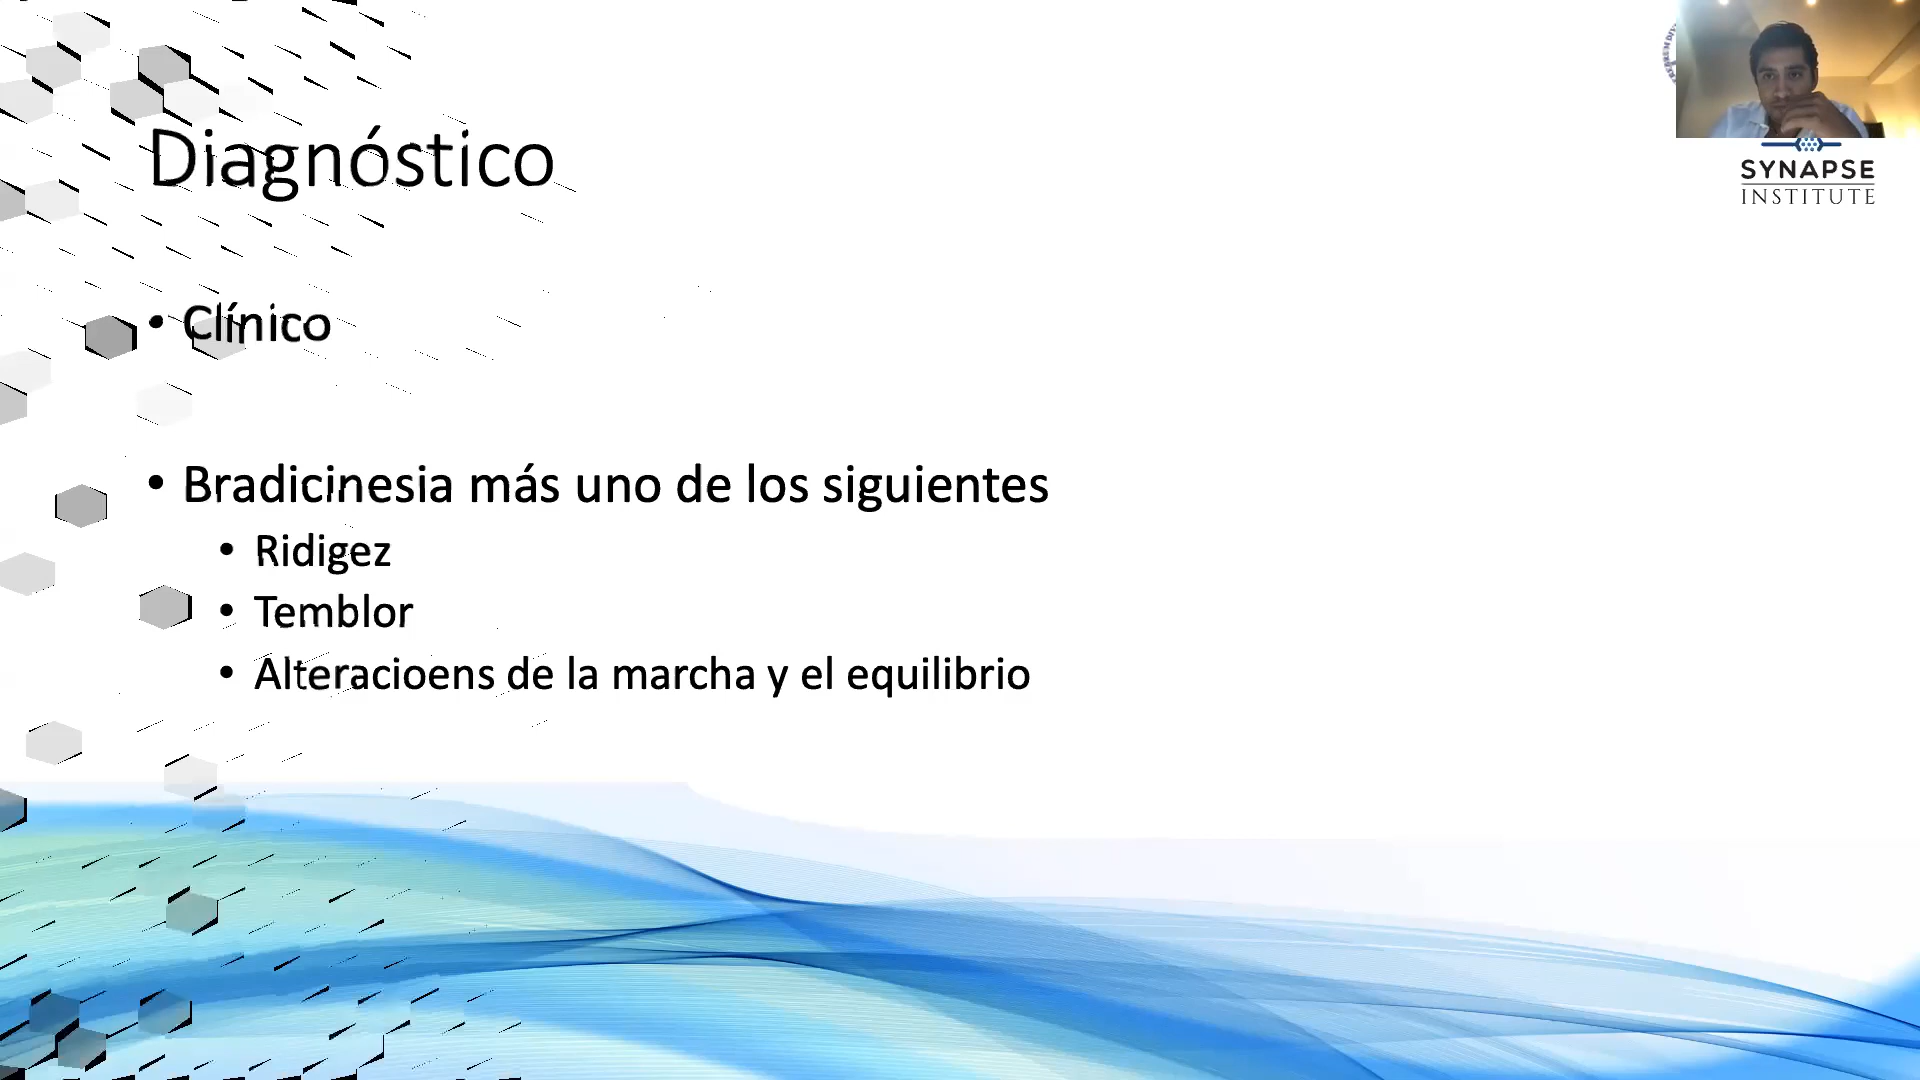 Diagnóstico
SYNAPSE
INSTITUTE
• Clínico
• Bradicinesia más uno de los siguientes
• Ridigez
• Temblor
• Alteracioens de la marcha y el equilibrio